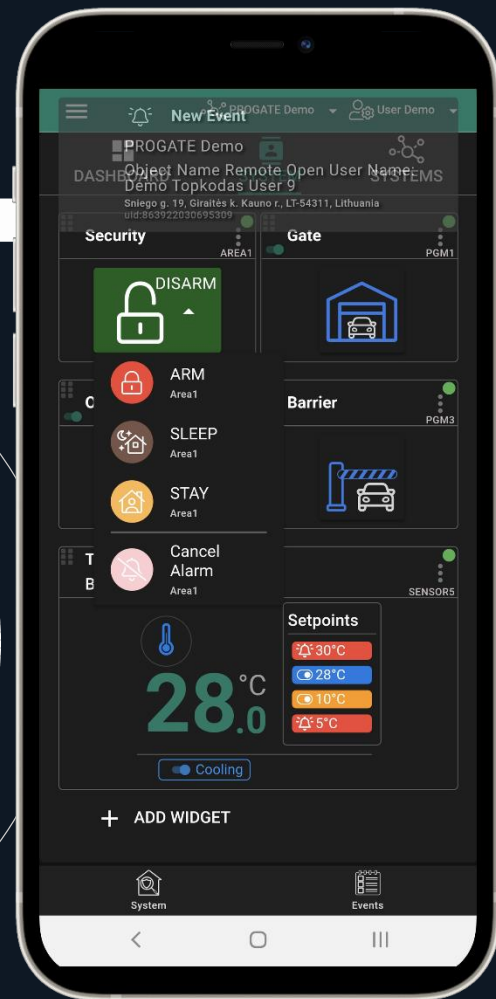 New Event
PROGATE Demo
User Demo
PROGATE Demo
DASHBOARD
SYSTEMS
Object Name Remote Open User Name:
Demo Topkodas User 9
Sniego g. 19, Giraitės k. Kauno r., LT-54311, Lithuania
uid:863922030695309
Security
AREA1
Gate
PGM1
DISARM
ARM
Area1
SLEEP
Area1
STAY
Area1
Cancel
Alarm
Area1
Barrier
PGM3
SENSOR5
Setpoints
30°C
28°C
10°C
5°C
28.0 °C
Cooling
+ ADD WIDGET
System
Events